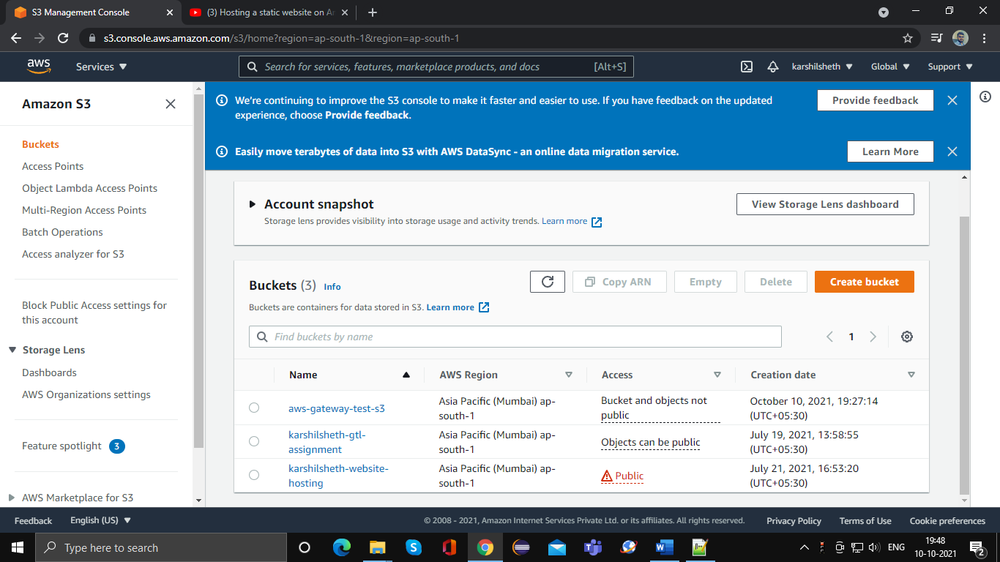 S3 Management Console
(3) Hosting a static website on Am
s3.console.aws.amazon.com/s3/home?region=ap-south-1&region=ap-south-1
aws
Services
Search for services, features, marketplace products, and docs
[Alt+S]
karshilsheth
Global
Support
Amazon S3
Buckets
Access Points
Object Lambda Access Points
Multi-Region Access Points
Batch Operations
Access analyzer for S3
Block Public Access settings for
this account
Storage Lens
Dashboards
AWS Organizations settings
Feature spotlight 3
AWS Marketplace for S3
We're continuing to improve the S3 console to make it faster and easier to use. If you have feedback on the updated
experience, choose Provide feedback.
Provide feedback
Easily move terabytes of data into S3 with AWS DataSync - an online data migration service.
Learn More
Account snapshot
Storage lens provides visibility into storage usage and activity trends. Learn more
View Storage Lens dashboard
Buckets (3) Info
Copy ARN
Empty
Delete
Create bucket
Buckets are containers for data stored in S3. Learn more
Find buckets by name
1
Name
AWS Region
Access
Creation date
aws-gateway-test-s3
Asia Pacific (Mumbai) ap-
south-1
Bucket and objects not
public
October 10, 2021, 19:27:14
(UTC+05:30)
karshilsheth-gtl-
assignment
Asia Pacific (Mumbai) ap-
south-1
Objects can be public
July 19, 2021, 13:58:55
(UTC+05:30)
karshilsheth-website-
hosting
Asia Pacific (Mumbai) ap-
south-1
Public
July 21, 2021, 16:53:20
(UTC+05:30)
Feedback
English (US)
© 2008 - 2021, Amazon Internet Services Private Ltd. or its affiliates. All rights reserved.
Privacy Policy
Terms of Use
Cookie preferences
Type here to search
ENG
19:48
10-10-2021
2